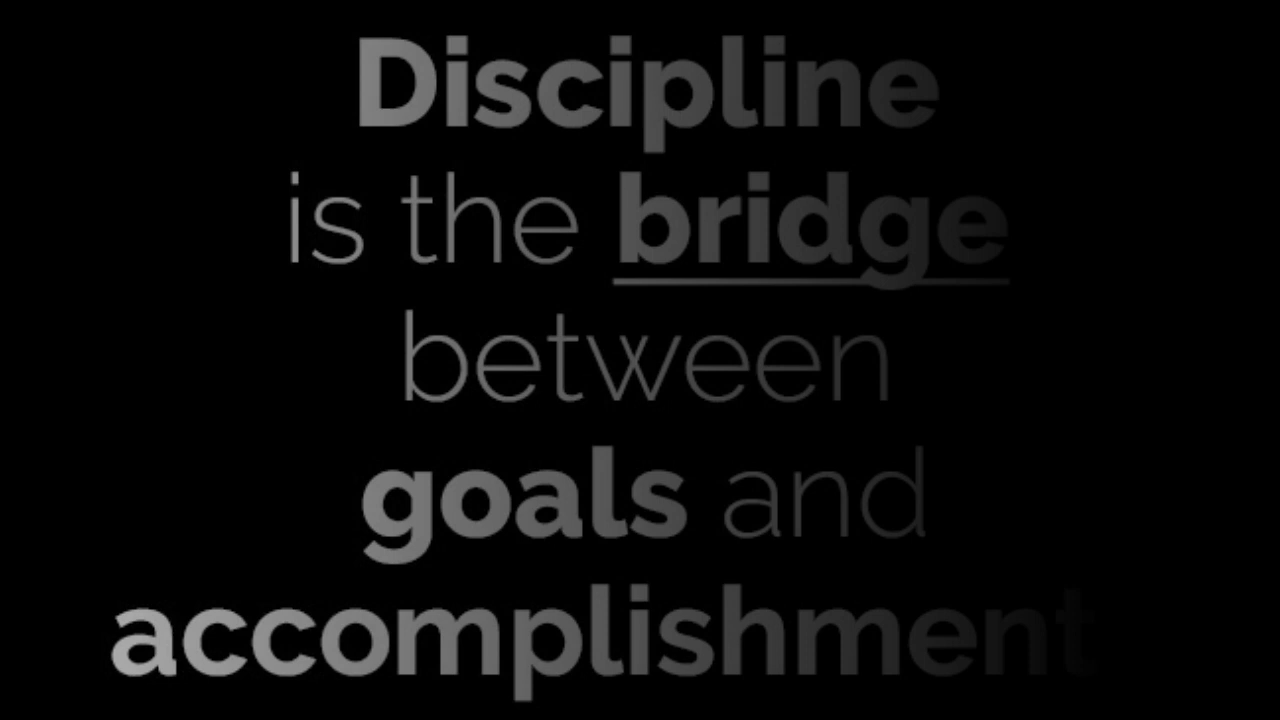 Discipline
is the bridge
between
goals and
accomplishment